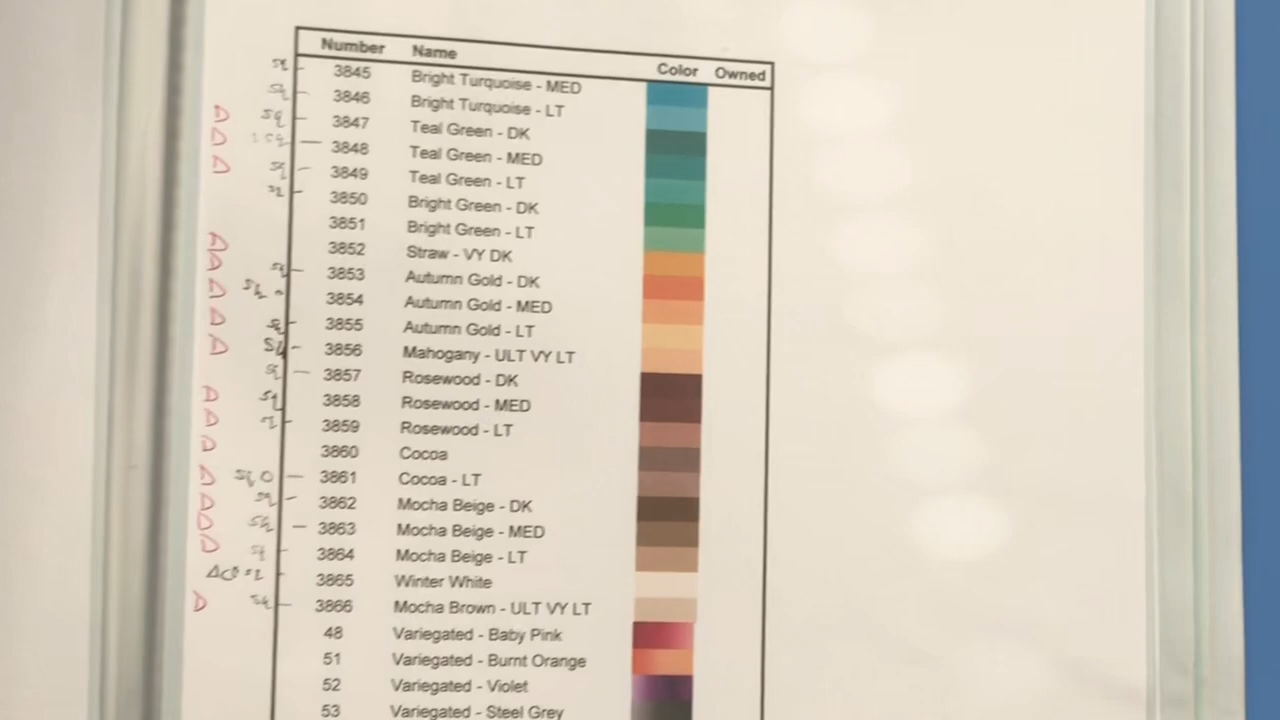 Number Name Color Owned
3845 Bright Turquoise - MED
3846 Bright Turquoise - LT
3847 Teal Green - DK
3848 Teal Green - MED
3849 Teal Green - LT
3850 Bright Green - DK
3851 Bright Green - LT
3852 Straw - VY DK
3853 Autumn Gold - DK
3854 Autumn Gold - MED
3855 Autumn Gold - LT
3856 Mahogany - ULT VY LT
3857 Rosewood - DK
3858 Rosewood - MED
3859 Rosewood - LT
3860 Cocoa
3861 Cocoa - LT
3862 Mocha Beige - DK
3863 Mocha Beige - MED
3864 Mocha Beige - LT
3865 Winter White
3866 Mocha Brown - ULT VY LT
48 Variegated - Baby Pink
51 Variegated - Burnt Orange
52 Variegated - Violet
53 Variegated - Steel Grey